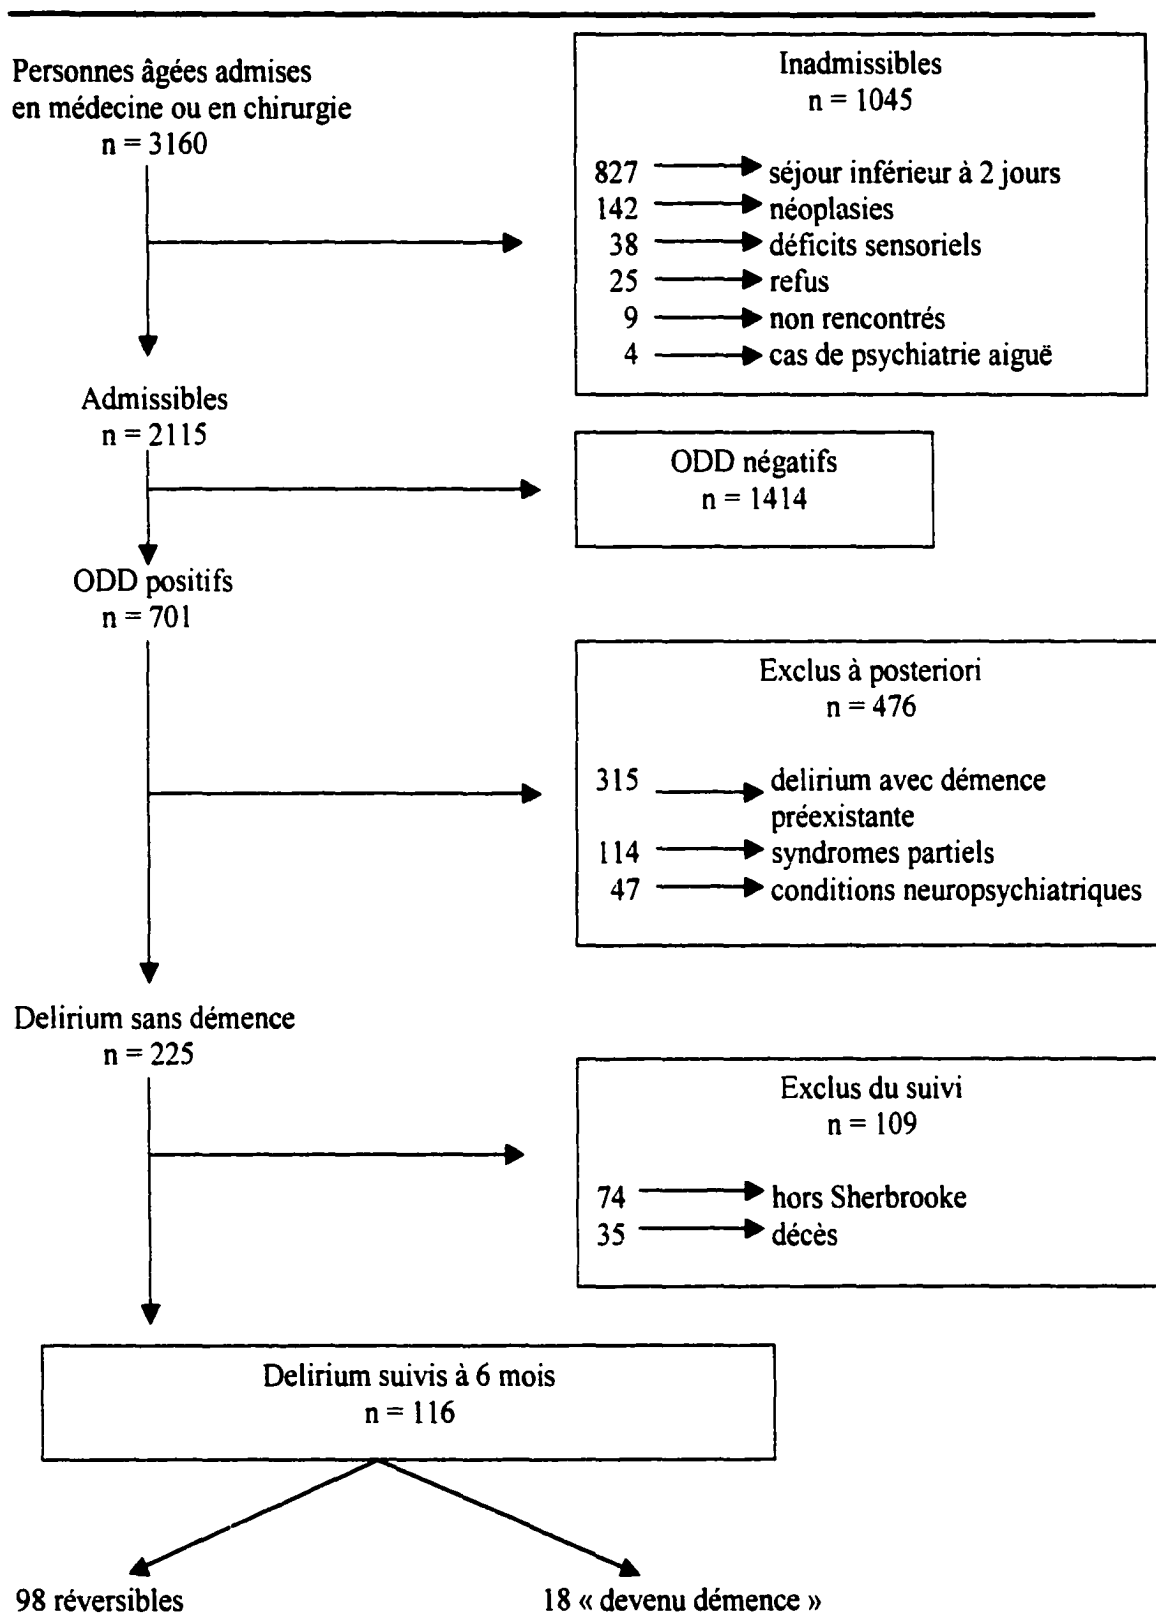 Personnes âgées admises
en médecine ou en chirurgie
n = 3160
Inadmissibles
n = 1045
827 séjour inférieur à 2 jours
142 néoplasies
38 déficits sensoriels
25 refus
9 non rencontrés
4 cas de psychiatrie aiguë
Admissibles
n = 2115
ODD négatifs
n = 1414
ODD positifs
n = 701
Exclus à posteriori
n = 476
315 delirium avec démence
préexistante
114 syndromes partiels
47 conditions neuropsychiatriques
Delirium sans démence
n = 225
Exclus du suivi
n = 109
74 hors Sherbrooke
35 décès
Delirium suivis à 6 mois
n = 116
98 réversibles
18 « devenu démence »